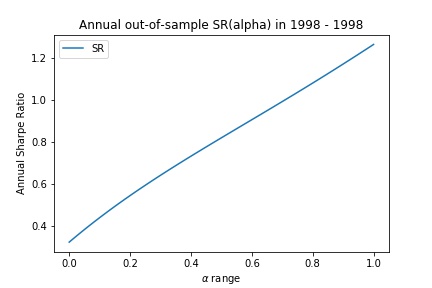 Annual out-of-sample SR(alpha) in 1998 - 1998
SR
Annual Sharpe Ratio
1.2
1.0
0.8
0.6
0.4
0.0 0.2 0.4 0.6 0.8 1.0
α range